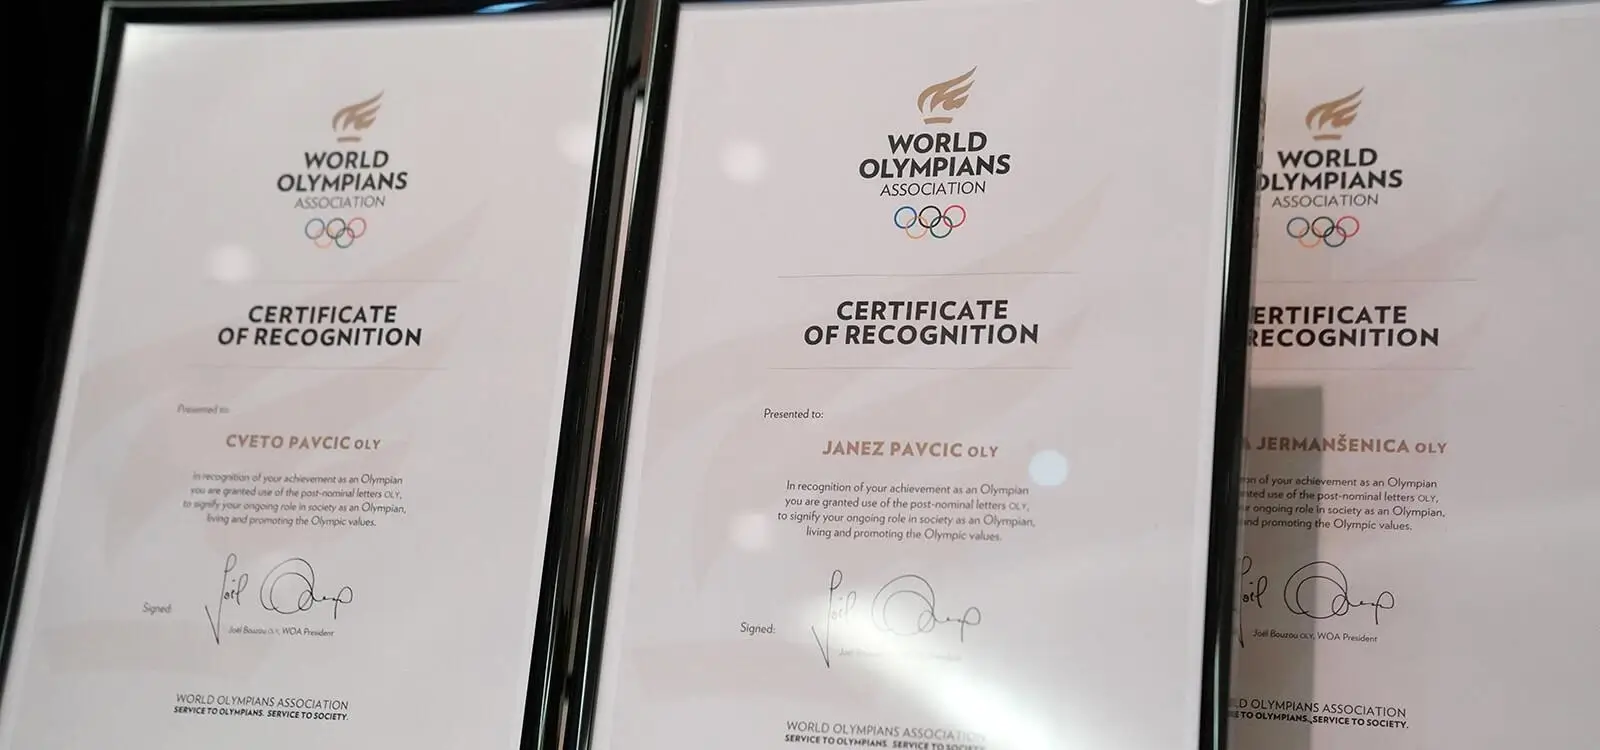 WORLD
OLYMPIANS
ASSOCIATION
CERTIFICATE
OF RECOGNITION
Presented to:
CVETO PAVCIC OLY
in recognition of your achievement as an Olympian
you are granted use of the post-nominal letters OLY,
to signify your ongoing role in society as an Olympian,
living and promoting the Olympic values.
Signed:
Joël Bouzou OLY, WOA President
WORLD OLYMPIANS ASSOCIATION
SERVICE TO OLYMPIANS. SERVICE TO SOCIETY.
WORLD
OLYMPIANS
ASSOCIATION
CERTIFICATE
OF RECOGNITION
Presented to:
JANEZ PAVCIC OLY
In recognition of your achievement as an Olympian
you are granted use of the post-nominal letters OLY,
to signify your ongoing role in society as an Olympian,
living and promoting the Olympic values.
Signed:
WORLD OLYMPIANS ASSOCIATION
SERVICE TO OLYMPIANS. SERVICE TO SOCIETY
WORLD
OLYMPIANS
ASSOCIATION
ERTIFICATE
RECOGNITION
JERMANŠENICA OLY
of your achievement as an Olympian
use of the post-nominal letters OLY,
ongoing role in society as an Olympian,
and promoting the Olympic values.
Joël Bouzou OLY, WOA President
OLYMPIANS ASSOCIATION
TO OLYMPIANS. SERVICE TO SOCIETY.